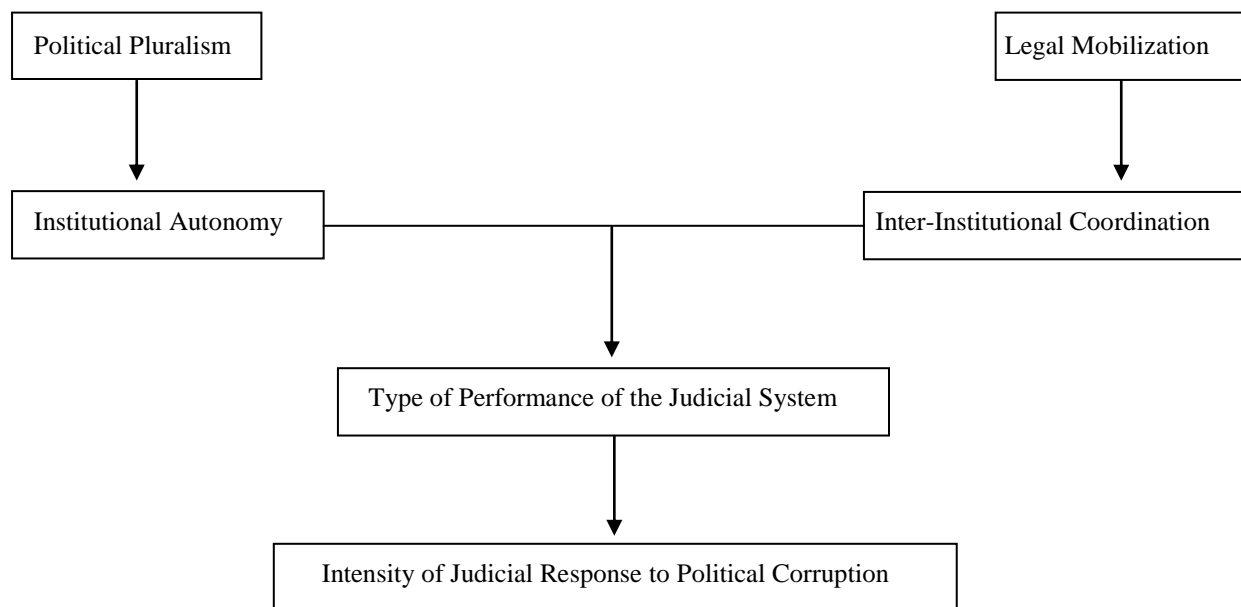 Political Pluralism
Legal Mobilization
Institutional Autonomy
Inter-Institutional Coordination
Type of Performance of the Judicial System
Intensity of Judicial Response to Political Corruption